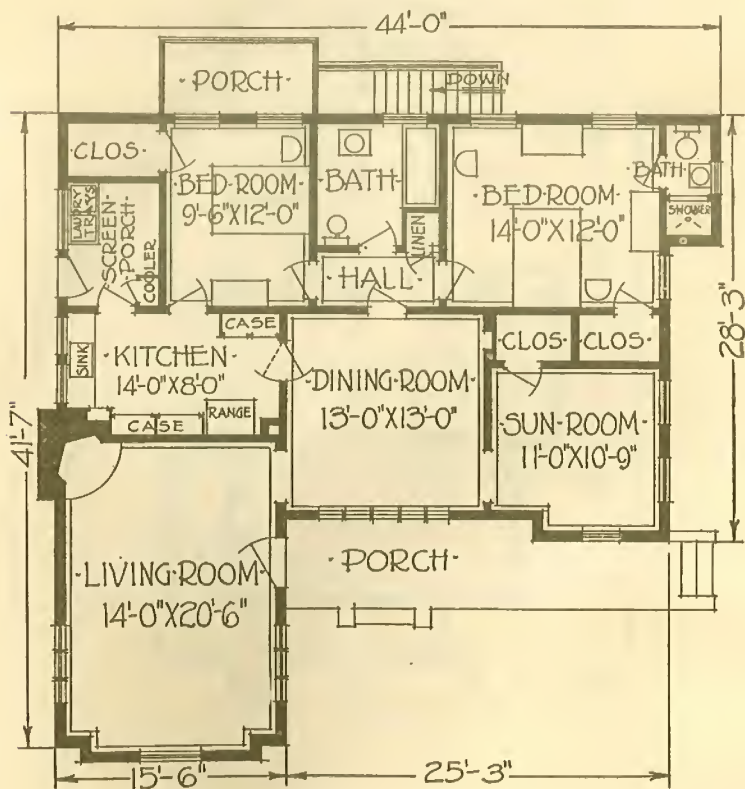 44'-0"
·PORCH·
DOWN
·CLOS·
·BED·ROOM·
9'-6"X12'-0"
·BATH·
LINEN
·BED·ROOM·
14'-0"X12'-0"
BATH·
SHOWER
LAUDRY
TRAYS
SCREEN·
PORCH
COOLER
·HALL·
CASE
SINK
·KITCHEN·
14'-0"X8'-0"
CASE
RANGE
·DINING·ROOM·
13'-0"X13'-0"
·CLOS·
CLOS·
·SUN·ROOM·
11'-0"X10'-9"
28'-3"
41'-7"
·LIVING·ROOM·
14'-0"X20'-6"
·PORCH·
15'-6"
25'-3"